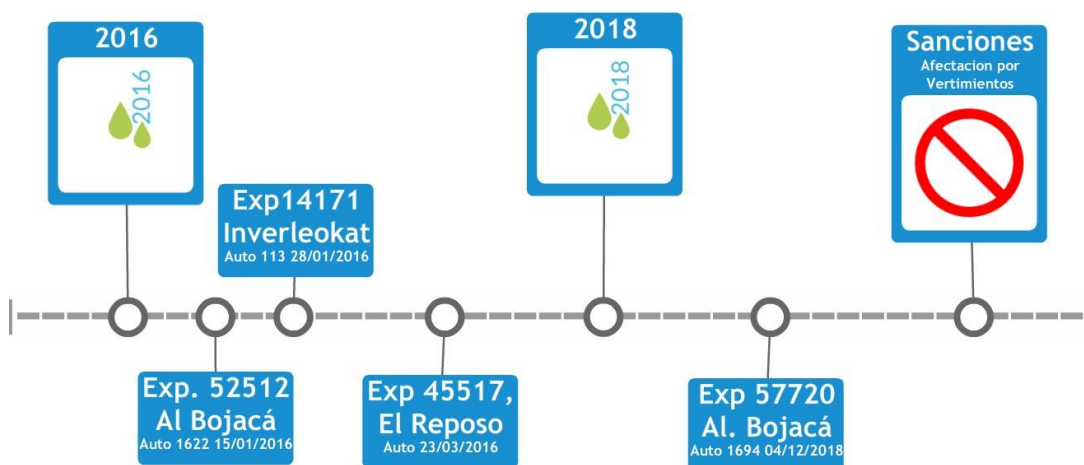 2016
2016
Exp. 52512
Al Bojacá
Auto 1622 15/01/2016
Exp14171
Inverleokat
Auto 113 28/01/2016
Exp 45517,
El Reposo
Auto 23/03/2016
2018
2018
Exp 57720
Al. Bojacá
Auto 1694 04/12/2018
Sanciones
Afectacion por
Vertimientos